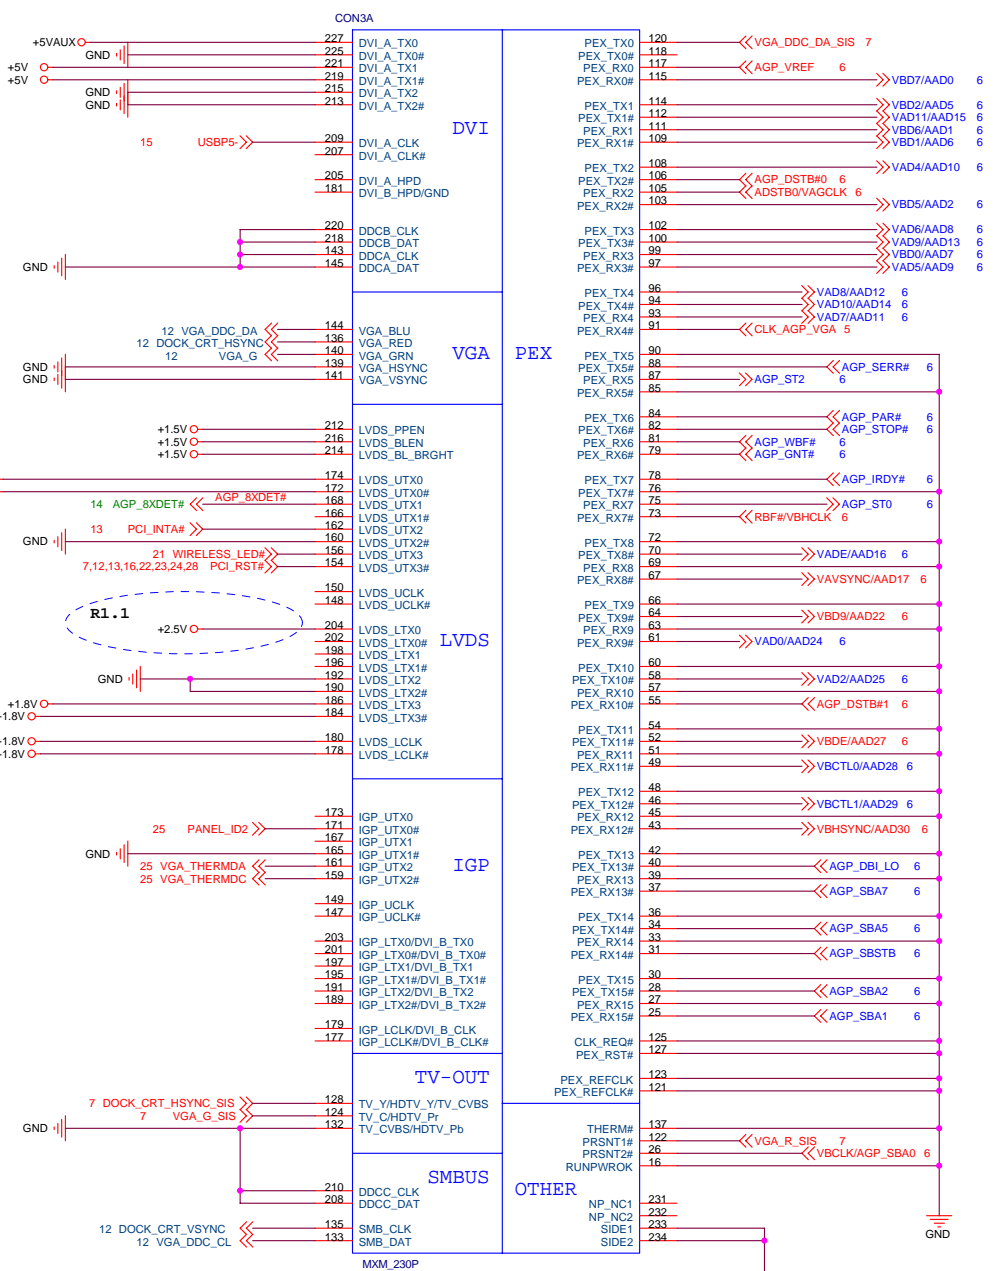 CON3A
+5VAUX 227 DVI_A_TX0
GND 225 DVI_A_TX0#
+5V 221 DVI_A_TX1
+5V 219 DVI_A_TX1#
GND 215 DVI_A_TX2
GND 213 DVI_A_TX2#
DVI
15 USBP5- 209 DVI_A_CLK
207 DVI_A_CLK#
205 DVI_A_HPD
181 DVI_B_HPD/GND
220 DDCB_CLK
218 DDCB_DAT
143 DDCA_CLK
GND 145 DDCA_DAT
12 VGA_DDC_DA 144 VGA_BLU
12 DOCK_CRT_HSYNC 136 VGA_RED
12 VGA_G 140 VGA_GRN
GND 139 VGA_HSYNC
GND 141 VGA_VSYNC
VGA
+1.5V 212 LVDS_PPEN
+1.5V 216 LVDS_BLEN
+1.5V 214 LVDS_BL_BRGHT
174 LVDS_UTX0
172 LVDS_UTX0#
14 AGP_8XDET# AGP_8XDET# 168 LVDS_UTX1
166 LVDS_UTX1#
13 PCI_INTA# 162 LVDS_UTX2
GND 160 LVDS_UTX2#
21 WIRELESS_LED# 156 LVDS_UTX3
7,12,13,16,22,23,24,28 PCI_RST# 154 LVDS_UTX3#
150 LVDS_UCLK
148 LVDS_UCLK#
R1.1
+2.5V 204 LVDS_LTX0
202 LVDS_LTX0#
LVDS
198 LVDS_LTX1
196 LVDS_LTX1#
GND 192 LVDS_LTX2
190 LVDS_LTX2#
+1.8V 186 LVDS_LTX3
1.8V 184 LVDS_LTX3#
1.8V 180 LVDS_LCLK
1.8V 178 LVDS_LCLK#
173 IGP_UTX0
25 PANEL_ID2 171 IGP_UTX0#
167 IGP_UTX1
GND 165 IGP_UTX1#
25 VGA_THERMDA 161 IGP_UTX2
25 VGA_THERMDC 159 IGP_UTX2#
IGP
149 IGP_UCLK
147 IGP_UCLK#
203 IGP_LTX0/DVI_B_TX0
201 IGP_LTX0#/DVI_B_TX0#
197 IGP_LTX1/DVI_B_TX1
195 IGP_LTX1#/DVI_B_TX1#
191 IGP_LTX2/DVI_B_TX2
189 IGP_LTX2#/DVI_B_TX2#
179 IGP_LCLK/DVI_B_CLK
177 IGP_LCLK#/DVI_B_CLK#
TV-OUT
7 DOCK_CRT_HSYNC_SIS 128 TV_Y/HDTV_Y/TV_CVBS
7 VGA_G_SIS 124 TV_C/HDTV_Pr
GND 132 TV_CVBS/HDTV_Pb
SMBUS
210 DDCC_CLK
208 DDCC_DAT
12 DOCK_CRT_VSYNC 135 SMB_CLK
12 VGA_DDC_CL 133 SMB_DAT
MXM_230P
PEX_TX0 120 VGA_DDC_DA_SIS 7
PEX_TX0# 118
PEX_RX0 117 AGP_VREF 6
PEX_RX0# 115 VBD7/AAD0 6
PEX_TX1 114 VBD2/AAD5 6
PEX_TX1# 112 VAD11/AAD15 6
PEX_RX1 111 VBD6/AAD1 6
PEX_RX1# 109 VBD1/AAD6 6
PEX_TX2 108 VAD4/AAD10 6
PEX_TX2# 106 AGP_DSTB#0 6
PEX_RX2 105 ADSTB0/VAGCLK 6
PEX_RX2# 103 VBD5/AAD2 6
PEX_TX3 102 VAD6/AAD8 6
PEX_TX3# 100 VAD9/AAD13 6
PEX_RX3 99 VBD0/AAD7 6
PEX_RX3# 97 VAD5/AAD9 6
PEX_TX4 96 VAD8/AAD12 6
PEX_TX4# 94 VAD10/AAD14 6
PEX_RX4 93 VAD7/AAD11 6
PEX_RX4# 91 CLK_AGP_VGA 5
PEX
PEX_TX5 90
PEX_TX5# 88 AGP_SERR# 6
PEX_RX5 87 AGP_ST2 6
PEX_RX5# 85
PEX_TX6 84 AGP_PAR# 6
PEX_TX6# 82 AGP_STOP# 6
PEX_RX6 81 AGP_WBF# 6
PEX_RX6# 79 AGP_GNT# 6
PEX_TX7 78 AGP_IRDY# 6
PEX_TX7# 76
PEX_RX7 75 AGP_ST0 6
PEX_RX7# 73 RBF#/VBHCLK 6
PEX_TX8 72
PEX_TX8# 70 VADE/AAD16 6
PEX_RX8 69
PEX_RX8# 67 VAVSYNC/AAD17 6
PEX_TX9 66
PEX_TX9# 64 VBD9/AAD22 6
PEX_RX9 63
PEX_RX9# 61 VAD0/AAD24 6
PEX_TX10 60
PEX_TX10# 58 VAD2/AAD25 6
PEX_RX10 57
PEX_RX10# 55 AGP_DSTB#1 6
PEX_TX11 54
PEX_TX11# 52 VBDE/AAD27 6
PEX_RX11 51
PEX_RX11# 49 VBCTL0/AAD28 6
PEX_TX12 48
PEX_TX12# 46 VBCTL1/AAD29 6
PEX_RX12 45
PEX_RX12# 43 VBHSYNC/AAD30 6
PEX_TX13 42
PEX_TX13# 40 AGP_DBI_LO 6
PEX_RX13 39
PEX_RX13# 37 AGP_SBA7 6
PEX_TX14 36
PEX_TX14# 34 AGP_SBA5 6
PEX_RX14 33
PEX_RX14# 31 AGP_SBSTB 6
PEX_TX15 30
PEX_TX15# 28 AGP_SBA2 6
PEX_RX15 27
PEX_RX15# 25 AGP_SBA1 6
CLK_REQ# 125
PEX_RST# 127
PEX_REFCLK 123
PEX_REFCLK# 121
THERM# 137
PRSNT1# 122 VGA_R_SIS 7
PRSNT2# 26 VBCLK/AGP_SBA0 6
RUNPWROK 16
OTHER
NP_NC1 231
NP_NC2 232
SIDE1 233
SIDE2 234
GND